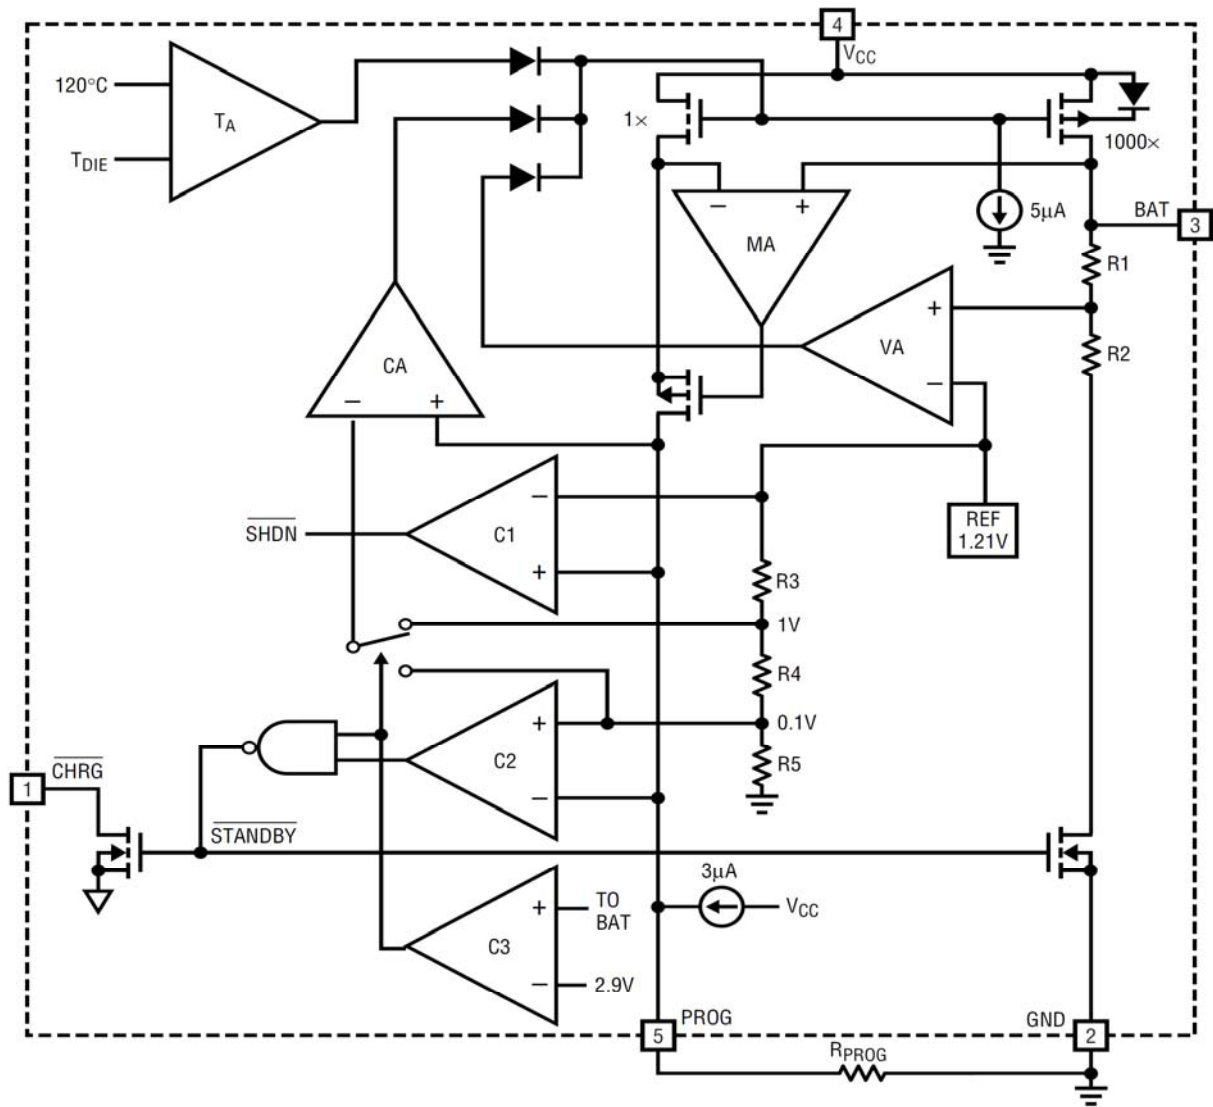 4
VCC
120°C
TA
TDIE
1×
1000×
− +
MA
5µA
BAT
3
R1
+
VA
−
R2
CA
− +
−
SHDN
C1
+
REF
1.21V
R3
1V
R4
+
0.1V
C2
R5
−
CHRG
1
STANDBY
3µA
VCC
+
TO
BAT
C3
−
2.9V
PROG
5
GND
2
RPROG